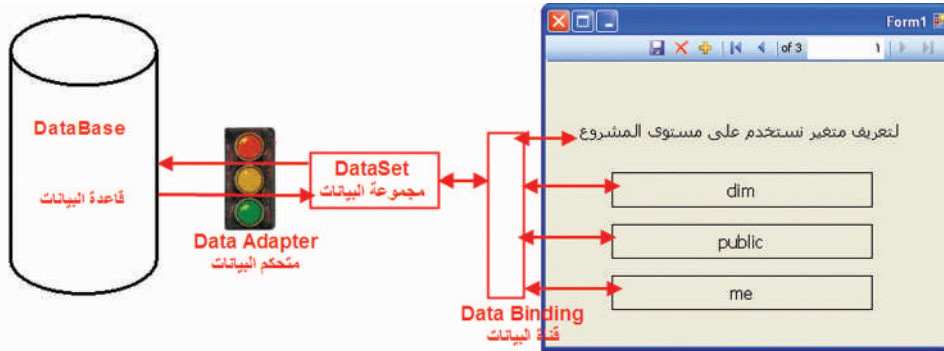 DataBase
قاعدة البيانات
Data Adapter
متحكم البيانات
DataSet
مجموعة البيانات
Data Binding
قناة البيانات
Form1
of 3
١
لتعريف متغير نستخدم على مستوى المشروع
dim
public
me